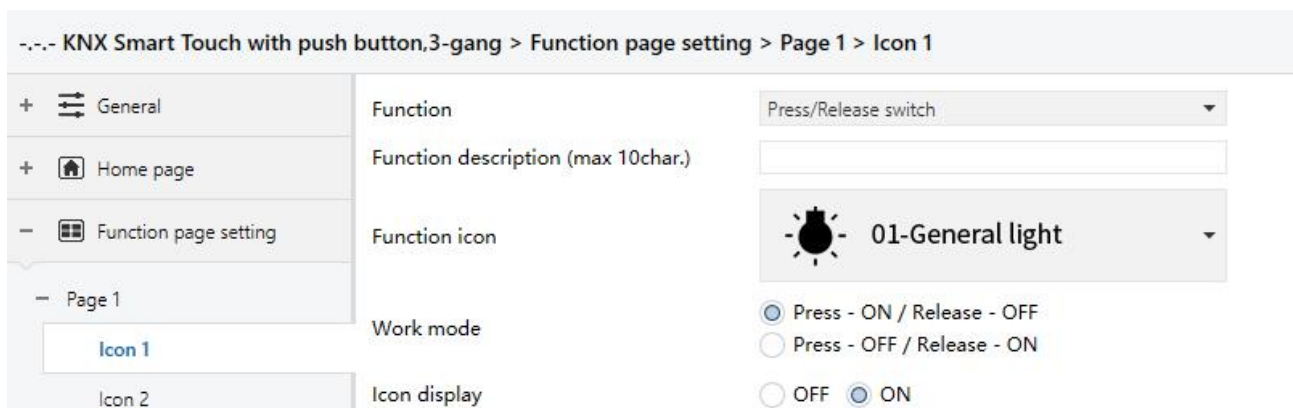 -.-.- KNX Smart Touch with push button,3-gang > Function page setting > Page 1 > Icon 1
+ General
+ Home page
− Function page setting
− Page 1
Icon 1
Icon 2
Function
Press/Release switch
Function description (max 10char.)
Function icon
01-General light
Work mode
Press - ON / Release - OFF
Press - OFF / Release - ON
Icon display
OFF ON